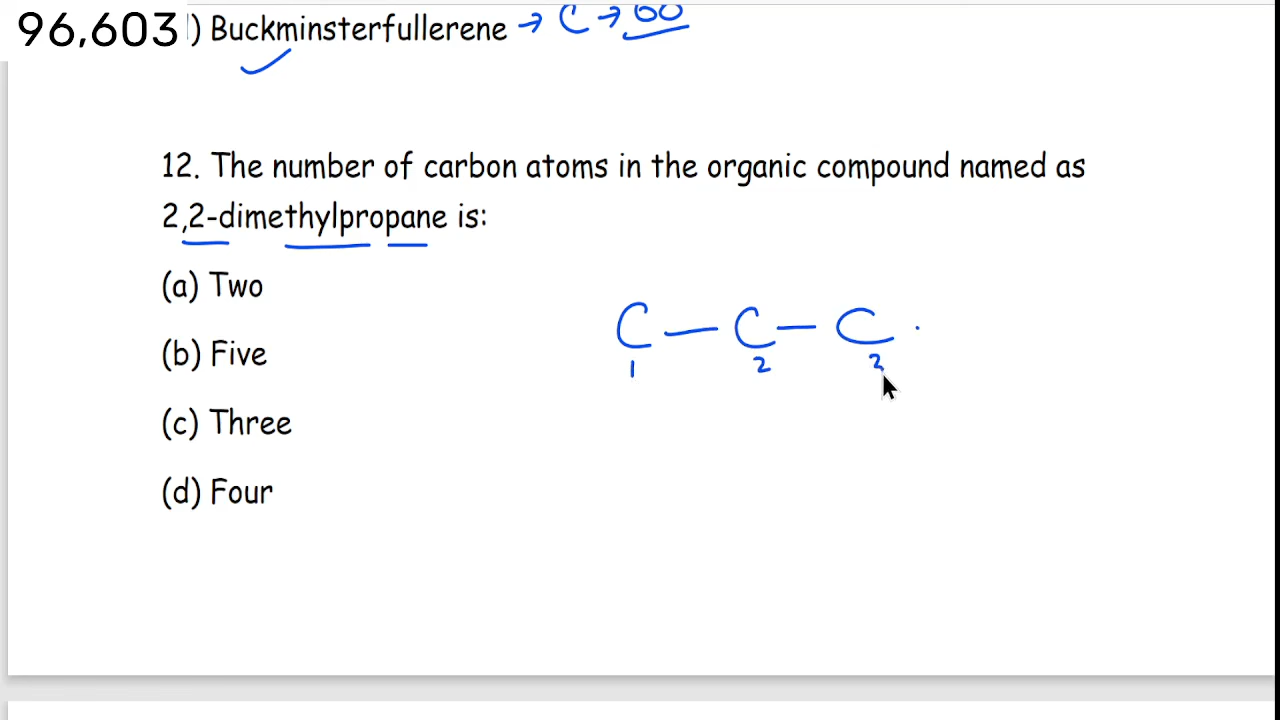 96,603
) Buckminsterfullerene → C → 60
12. The number of carbon atoms in the organic compound named as
2,2-dimethylpropane is:
(a) Two
(b) Five
(c) Three
(d) Four
C — C — C
1 2 3